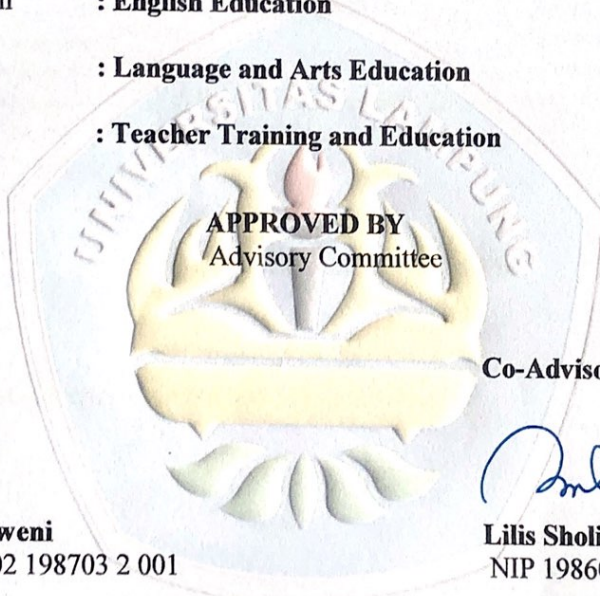 : English Education
: Language and Arts Education
: Teacher Training and Education
UNIVERSITAS LAMPUNG
APPROVED BY
Advisory Committee
Co-Adviso
weni
Lilis Sholi
02 198703 2 001
NIP 1986